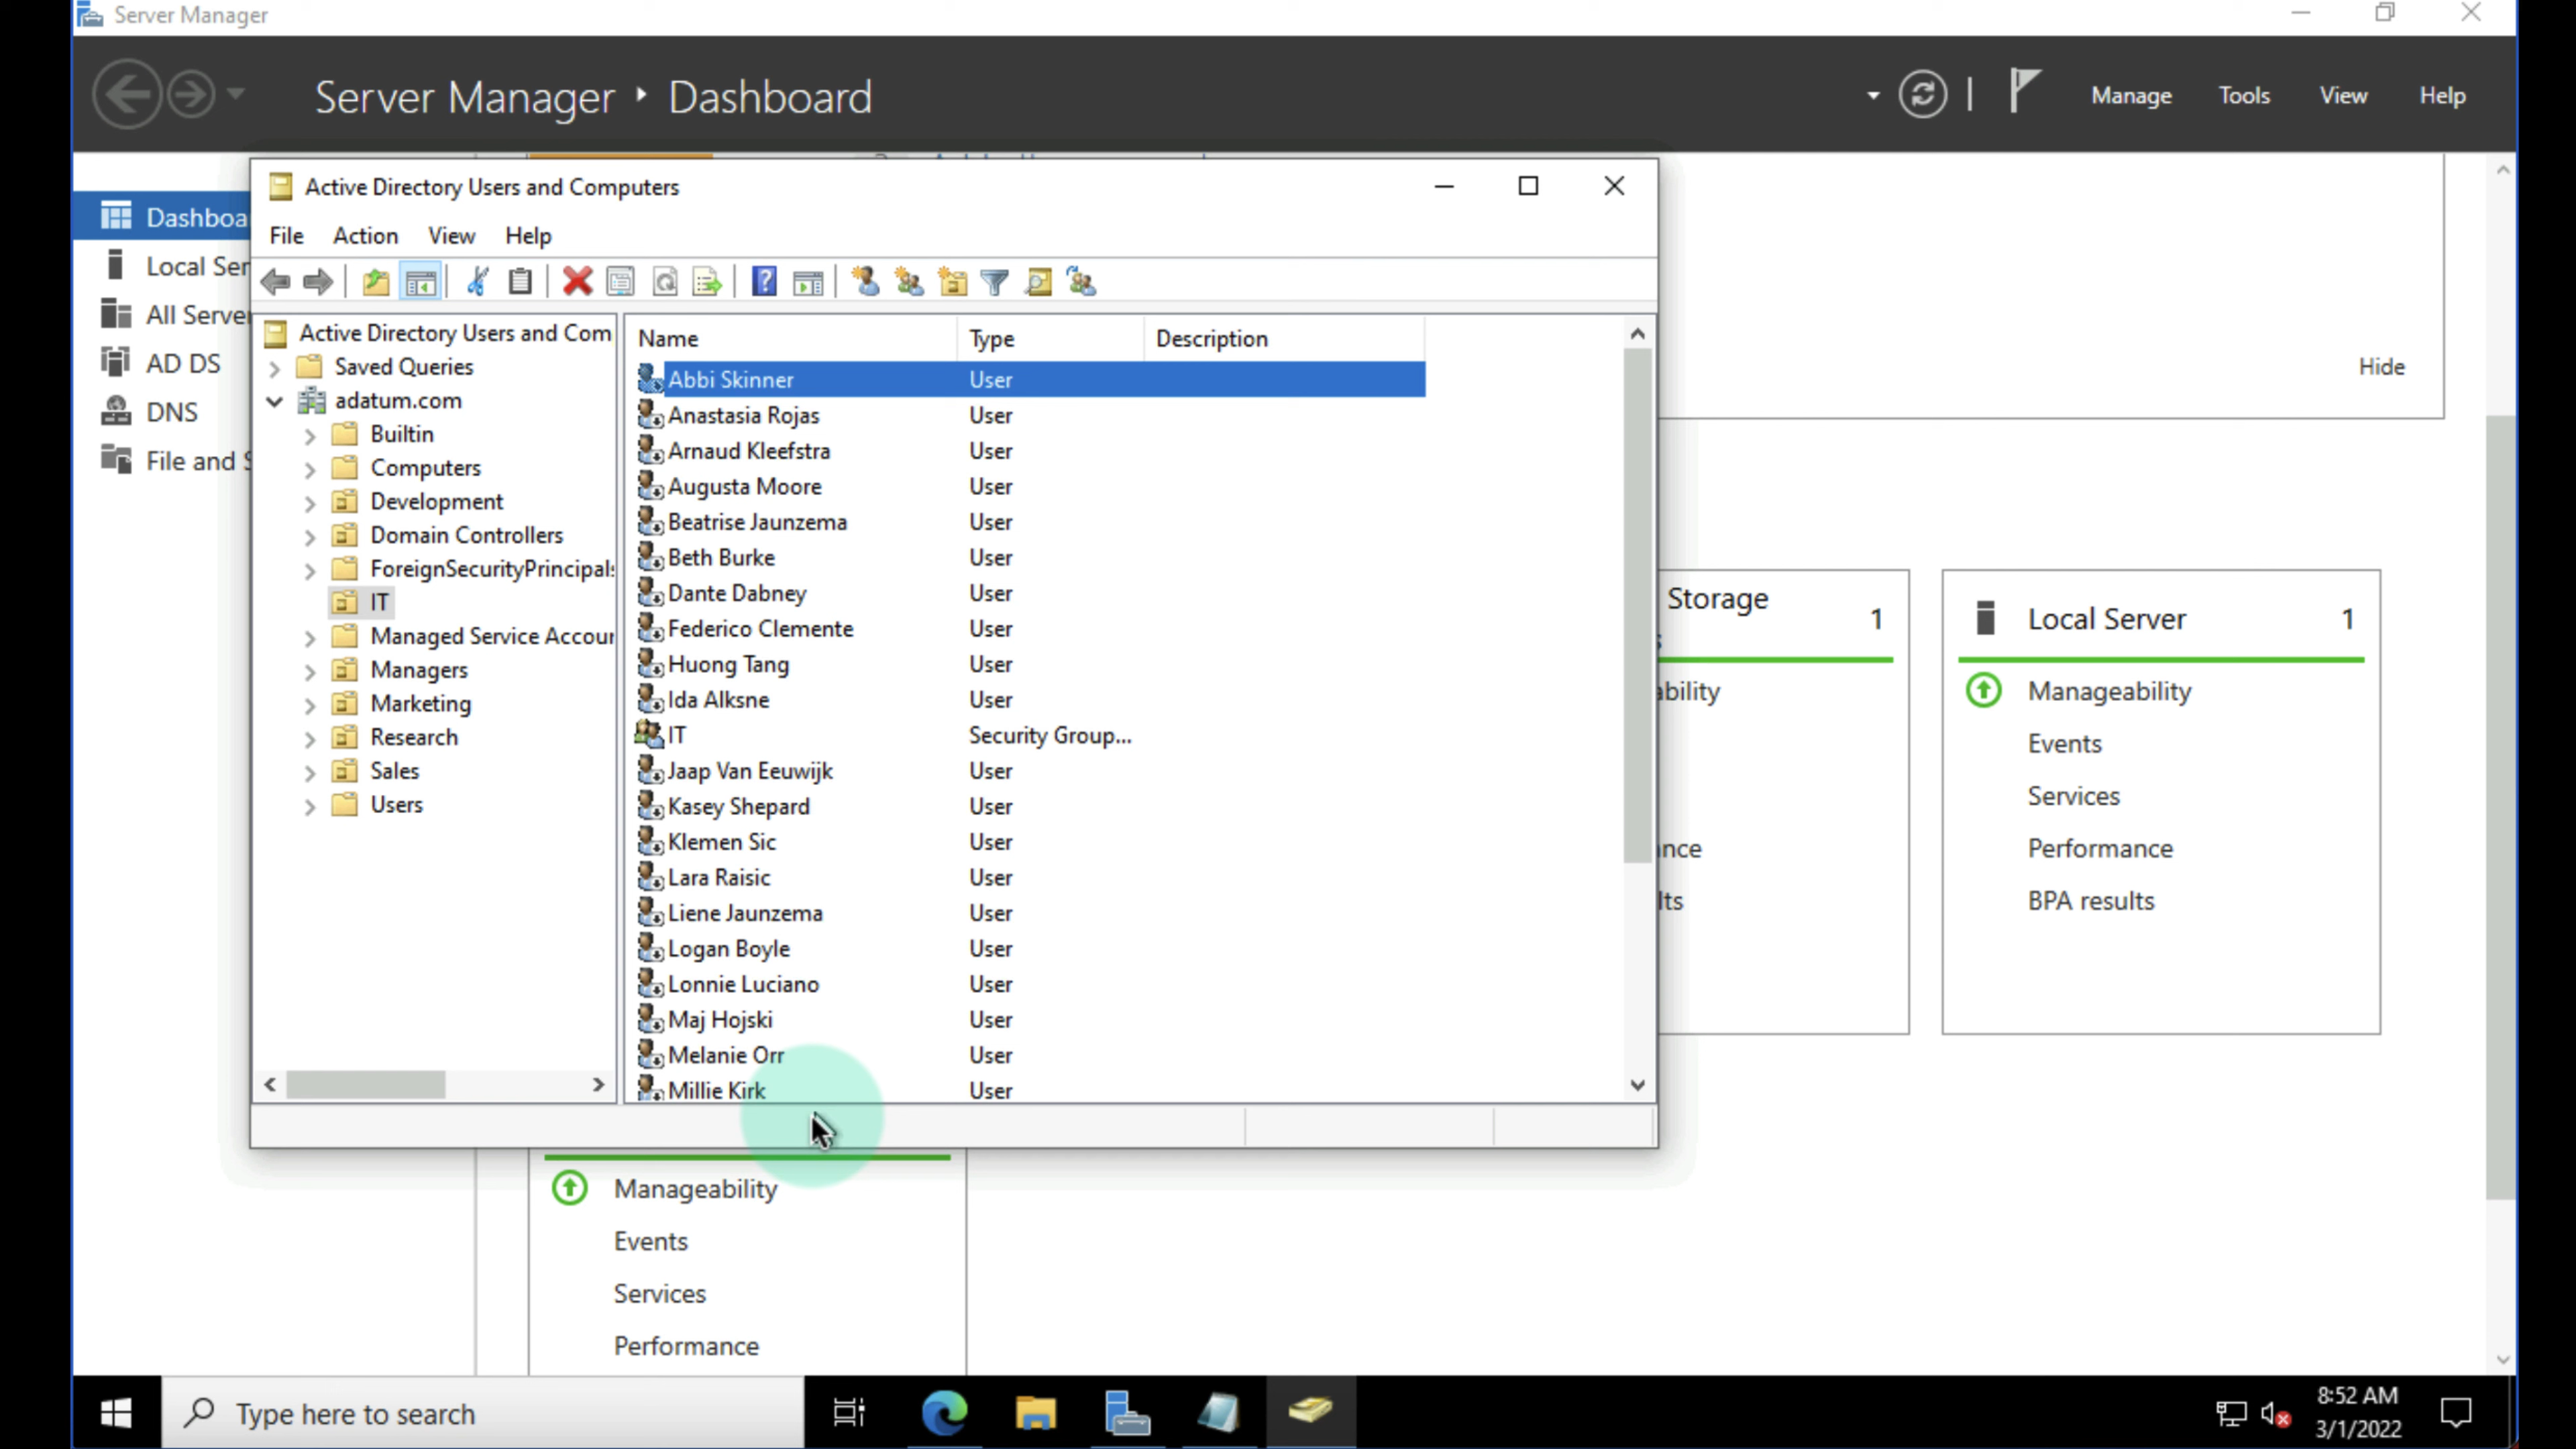 Server Manager
Server Manager
Dashboard
Manage
Tools
View
Help
Active Directory Users and Computers
File
Action
View
Help
Dashboa
Local Ser
All Server
AD DS
DNS
File and S
Active Directory Users and Com
Saved Queries
adatum.com
Builtin
Computers
Development
Domain Controllers
ForeignSecurityPrincipals
IT
Managed Service Accour
Managers
Marketing
Research
Sales
Users
Name Type Description
Abbi Skinner User
Anastasia Rojas User
Arnaud Kleefstra User
Augusta Moore User
Beatrise Jaunzema User
Beth Burke User
Dante Dabney User
Federico Clemente User
Huong Tang User
Ida Alksne User
IT Security Group...
Jaap Van Eeuwijk User
Kasey Shepard User
Klemen Sic User
Lara Raisic User
Liene Jaunzema User
Logan Boyle User
Lonnie Luciano User
Maj Hojski User
Melanie Orr User
Millie Kirk User
Hide
Storage
1
ability
nce
lts
Local Server 1
Manageability
Events
Services
Performance
BPA results
Manageability
Events
Services
Performance
Type here to search
8:52 AM
3/1/2022